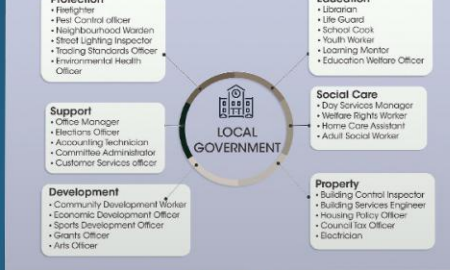 Protection
• Firefighter
• Pest Control officer
• Neighbourhood Warden
• Street Lighting Inspector
• Trading Standards Officer
• Environmental Health
Officer
Education
• Librarian
• Life Guard
• School Cook
• Youth Worker
• Learning Mentor
• Education Welfare Officer
Support
• Office Manager
• Elections Officer
• Accounting Technician
• Committee Administrator
• Customer Services officer
LOCAL
GOVERNMENT
Social Care
• Day Services Manager
• Welfare Rights Worker
• Home Care Assistant
• Adult Social Worker
Development
• Community Development Worker
• Economic Development Officer
• Sports Development Officer
• Grants Officer
• Arts Officer
Property
• Building Control Inspector
• Building Services Engineer
• Housing Policy Officer
• Council Tax Officer
• Electrician